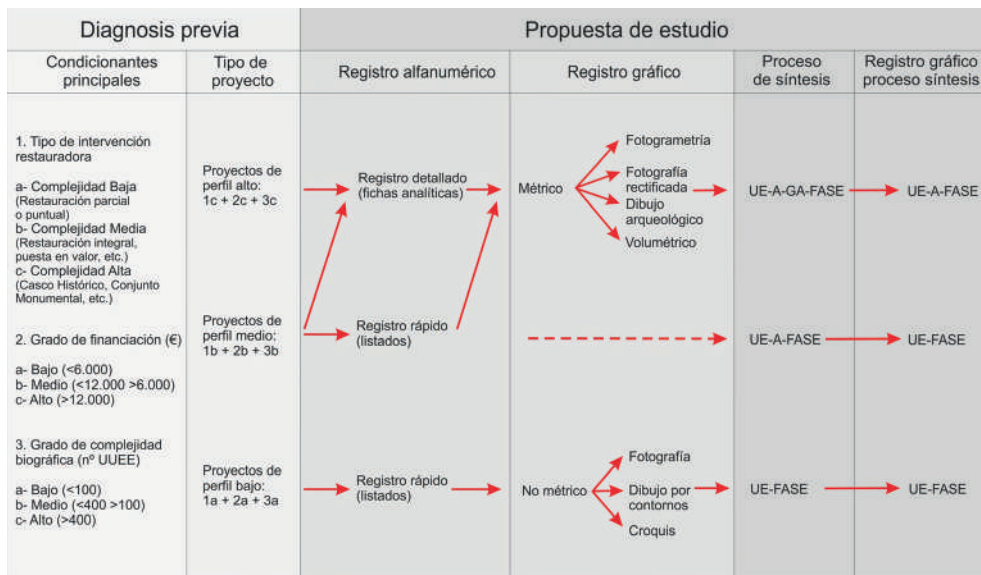 Diagnosis previa
Propuesta de estudio
Condicionantes
principales
Tipo de
proyecto
Registro alfanumérico
Registro gráfico
Proceso
de síntesis
Registro gráfico
proceso síntesis
1. Tipo de intervención
restauradora
a- Complejidad Baja
(Restauración parcial
o puntual)
b- Complejidad Media
(Restauración integral,
puesta en valor, etc.)
c- Complejidad Alta
(Casco Histórico, Conjunto
Monumental, etc.)
2. Grado de financiación (€)
a- Bajo (<6.000)
b- Medio (<12.000 >6.000)
c- Alto (>12.000)
3. Grado de complejidad
biográfica (nº UUEE)
a- Bajo (<100)
b- Medio (<400 >100)
c- Alto (>400)
Proyectos de
perfil alto:
1c + 2c + 3c
Registro detallado
(fichas analíticas)
Métrico
Fotogrametría
Fotografía
rectificada
Dibujo
arqueológico
Volumétrico
UE-A-GA-FASE
UE-A-FASE
Proyectos de
perfil medio:
1b + 2b + 3b
Registro rápido
(listados)
UE-A-FASE
UE-FASE
Proyectos de
perfil bajo:
1a + 2a + 3a
Registro rápido
(listados)
No métrico
Fotografía
Dibujo por
contornos
Croquis
UE-FASE
UE-FASE